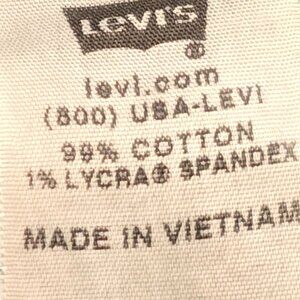 LEVI'S
®
levi.com
(800) USA-LEVI
99% COTTON
1% LYCRA® SPANDEX
MADE IN VIETNAM